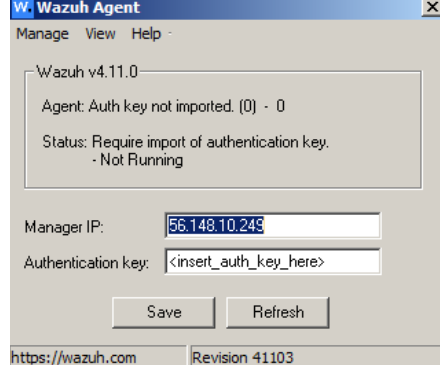 W. Wazuh Agent
Manage View Help
Wazuh v4.11.0
Agent: Auth key not imported. (0) - 0
Status: Require import of authentication key.
- Not Running
Manager IP: 56.148.10.249
Authentication key: <insert_auth_key_here>
Save Refresh
https://wazuh.com Revision 41103